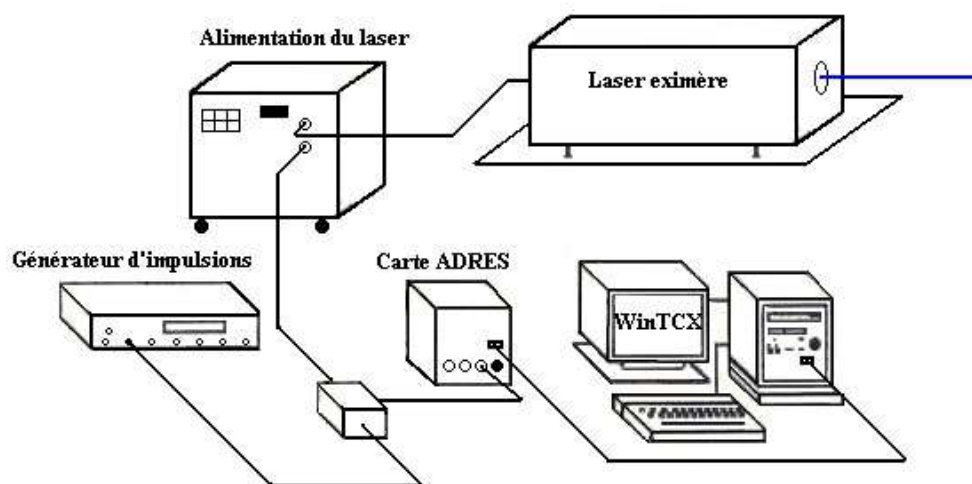 Alimentation du laser
Laser eximère
Générateur d'impulsions
Carte ADRES
WinTCX